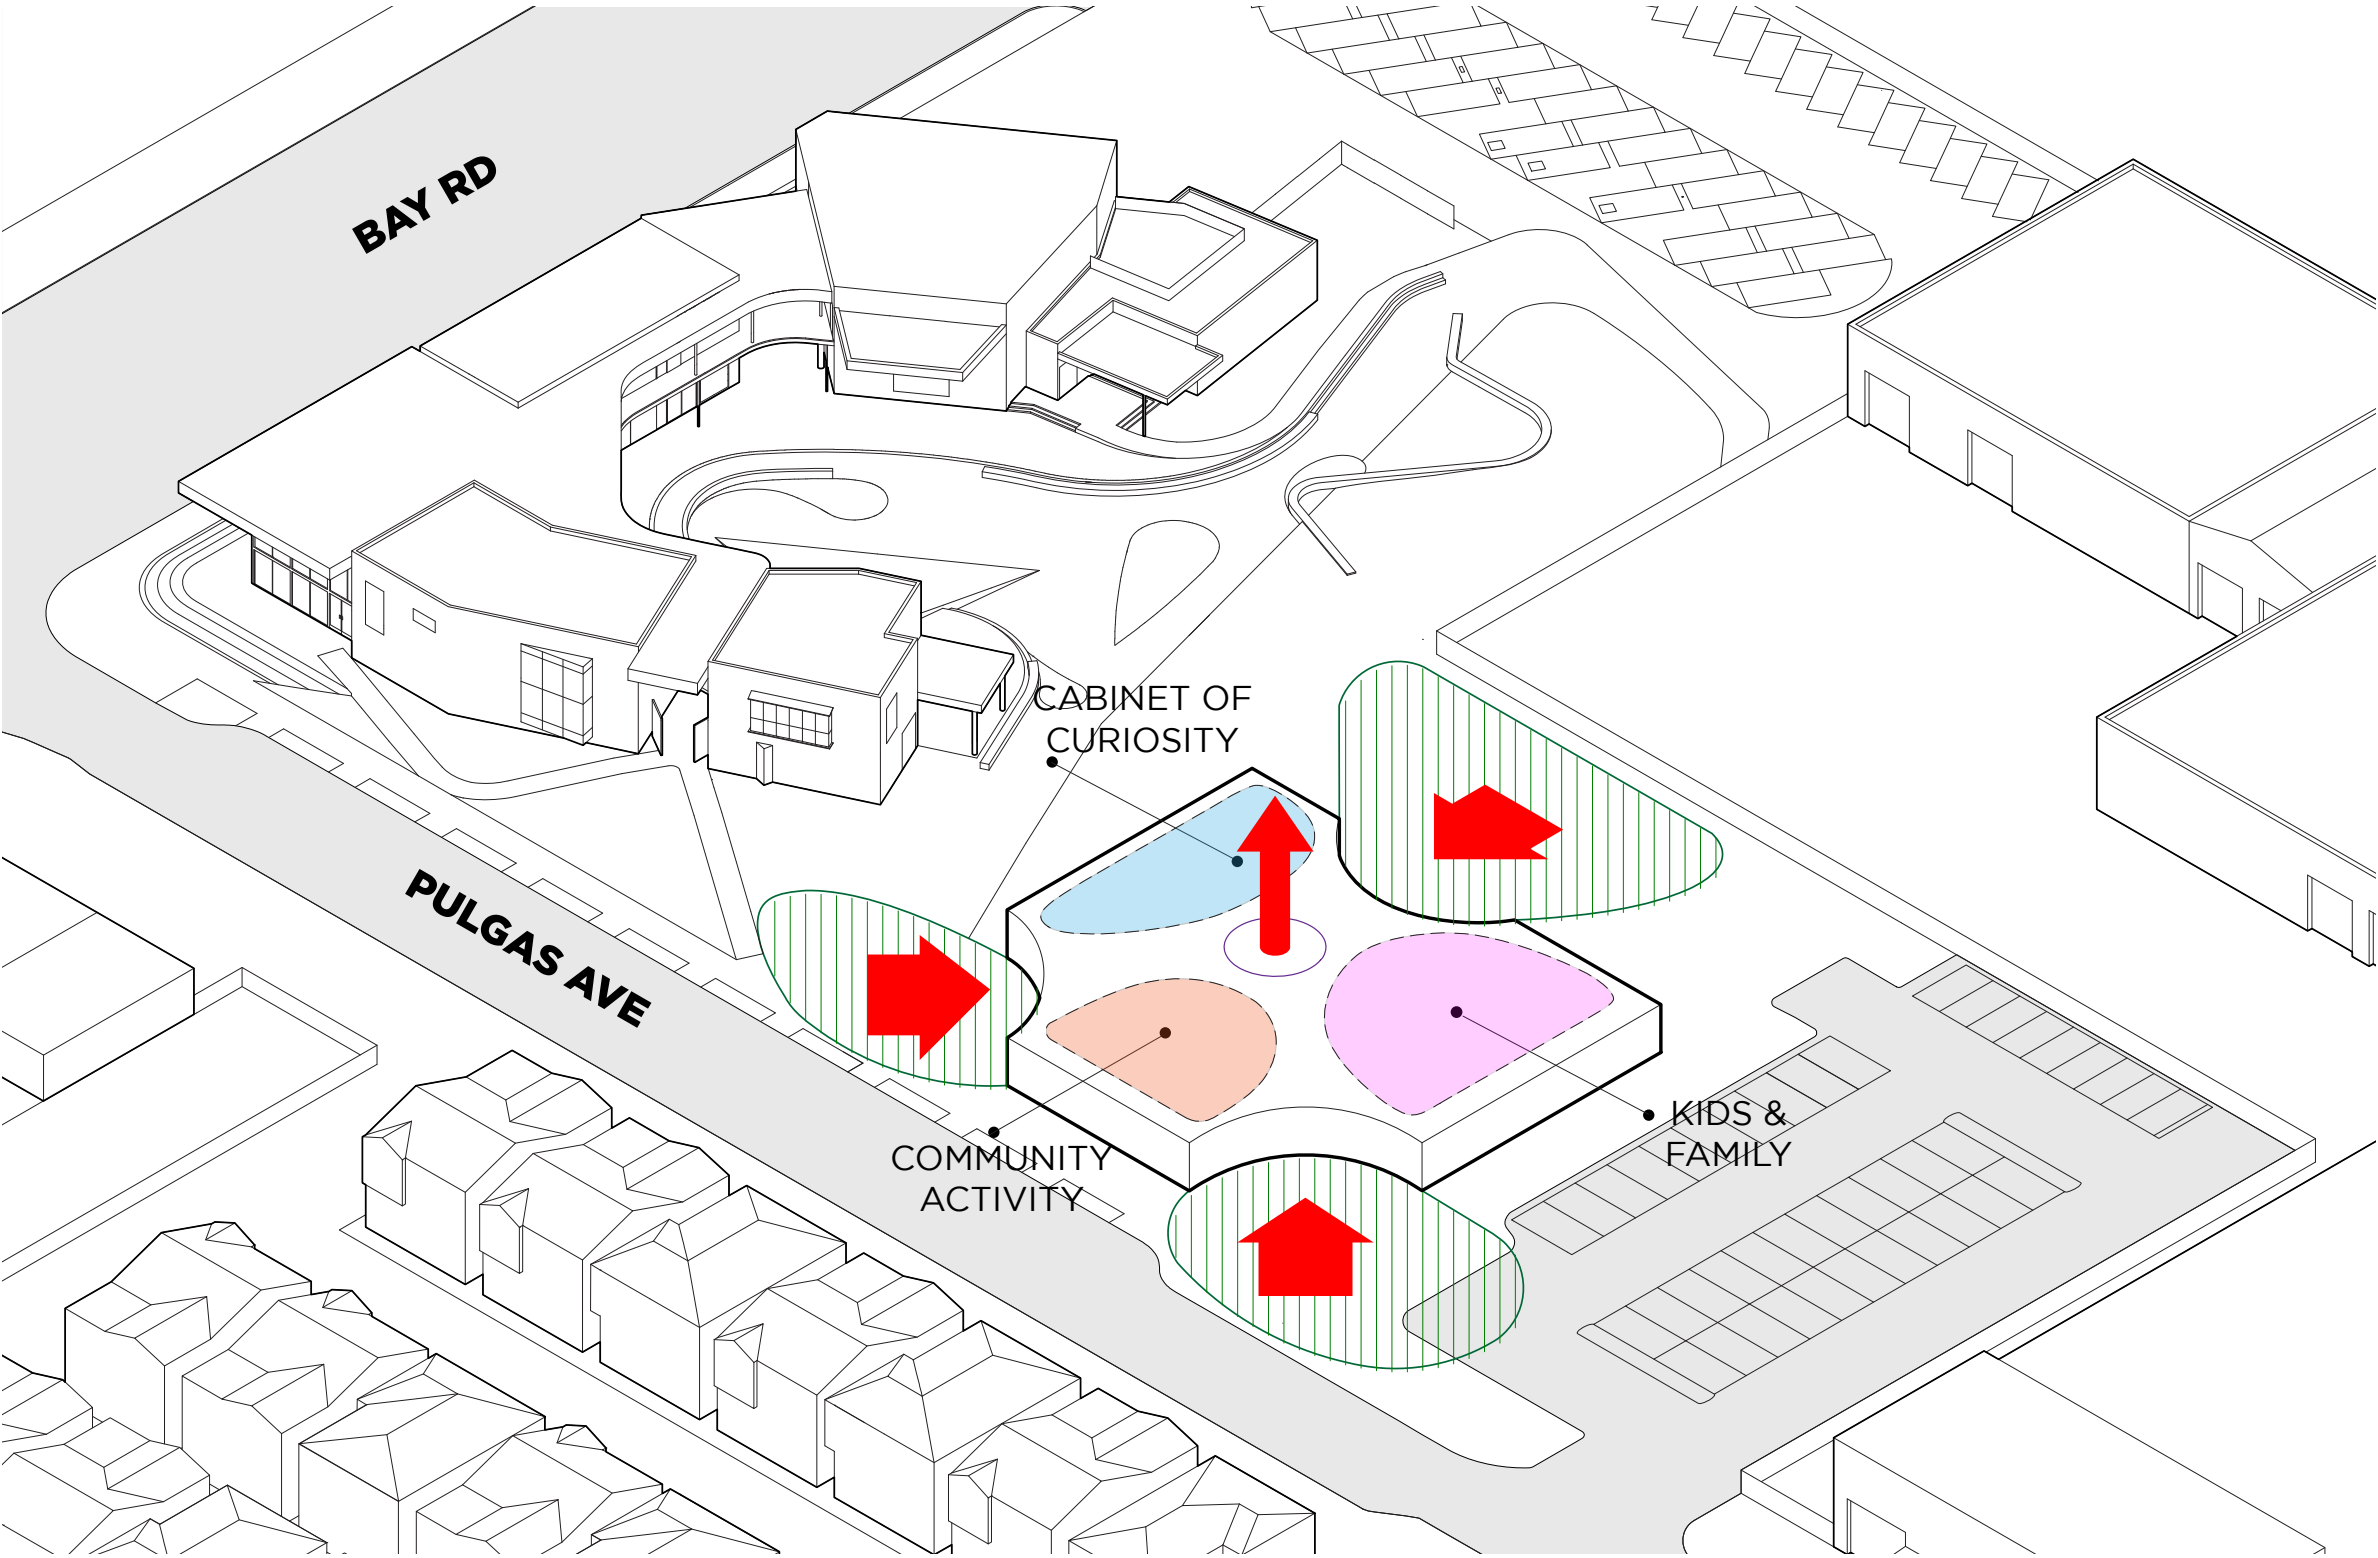 BAY RD
CABINET OF
CURIOSITY
PULGAS AVE
KIDS &
FAMILY
COMMUNITY
ACTIVITY